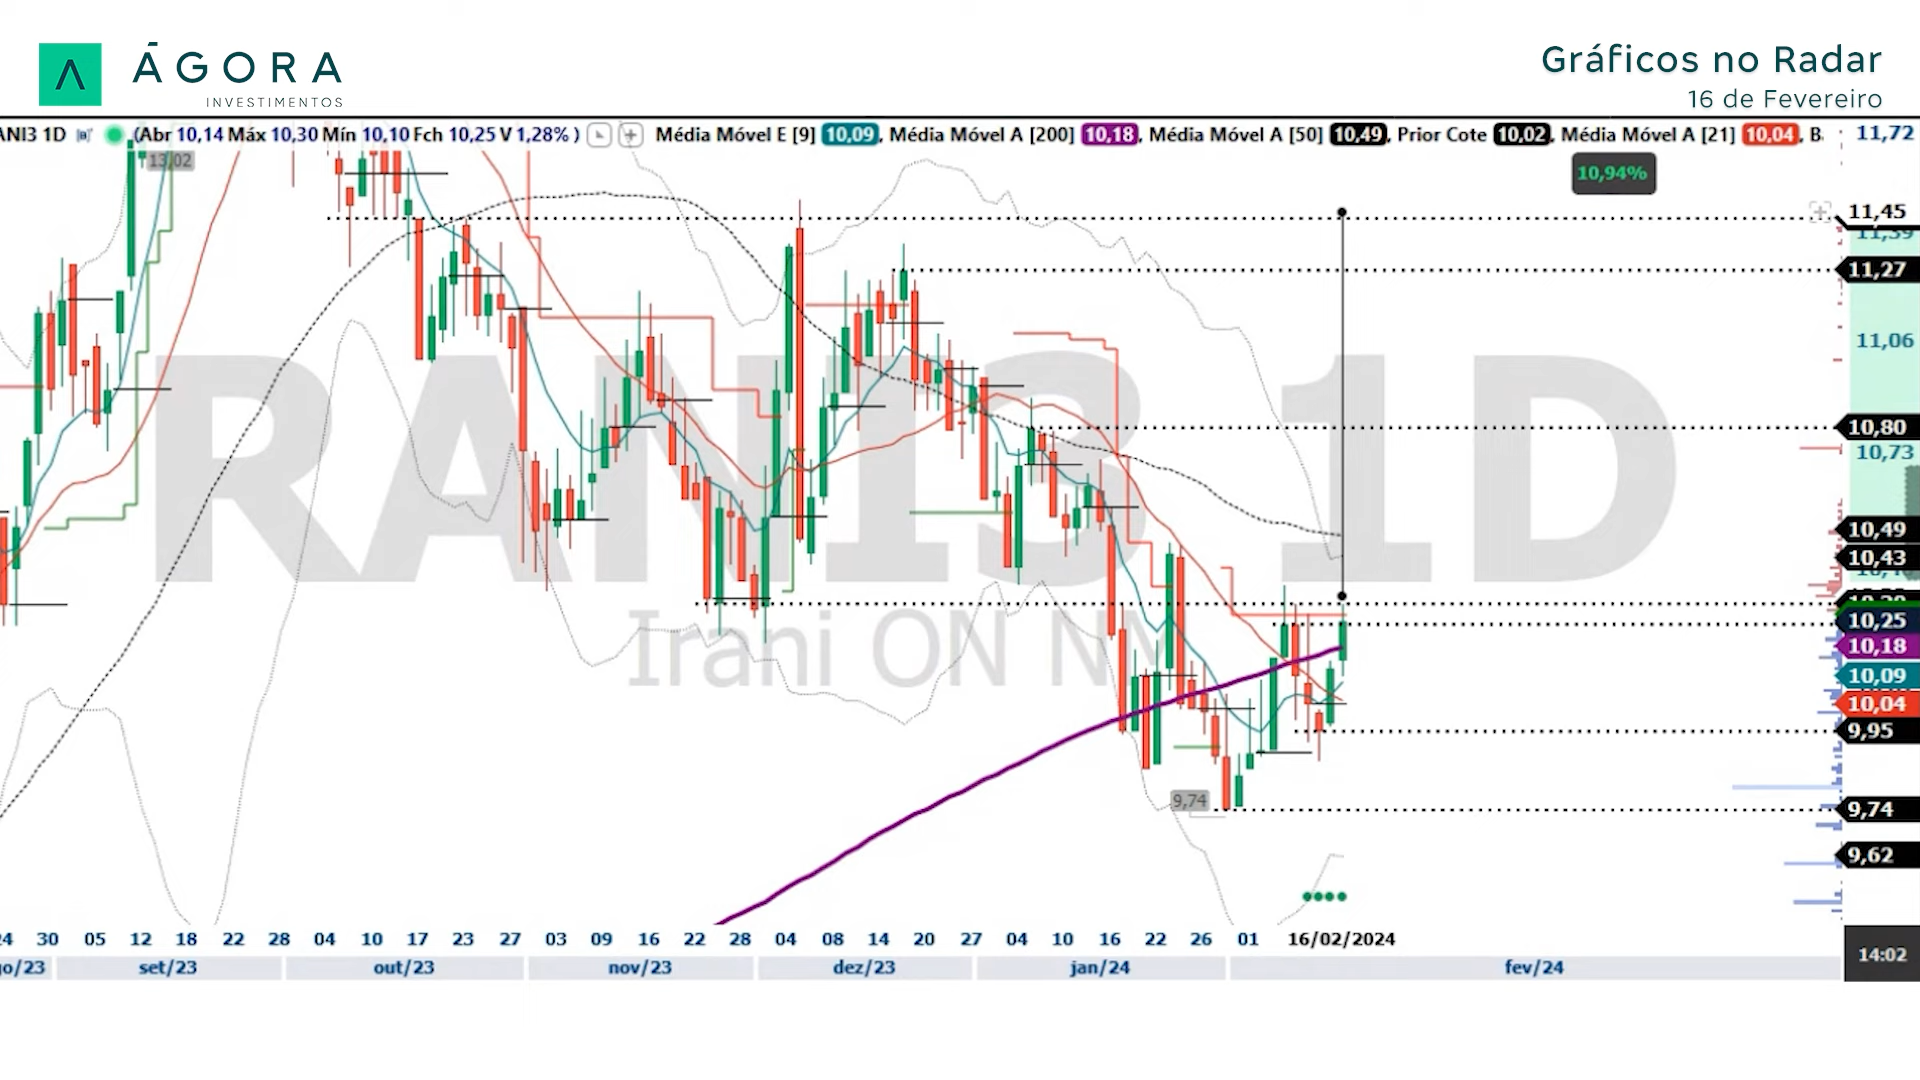 ÁGORA
INVESTIMENTOS
Gráficos no Radar
16 de Fevereiro
ANI3 1D (Abr 10,14 Máx 10,30 Mín 10,10 Fch 10,25 V 1,28% ) Média Móvel E [9] 10,09, Média Móvel A [200] 10,18, Média Móvel A [50] 10,49, Prior Cote 10,02, Média Móvel A [21] 10,04, B
11,72
13,02
10,94%
11,45
11,39
11,27
11,06
10,80
10,73
10,49
10,43
10,25
10,18
10,09
10,04
9,95
9,74
9,62
RANI3 1D
Irani ON NM
9,74
24 30 05 12 18 22 28 04 10 17 23 27 03 09 16 22 28 04 08 14 20 27 04 10 16 22 26 01 16/02/2024
go/23 set/23 out/23 nov/23 dez/23 jan/24 fev/24
14:02